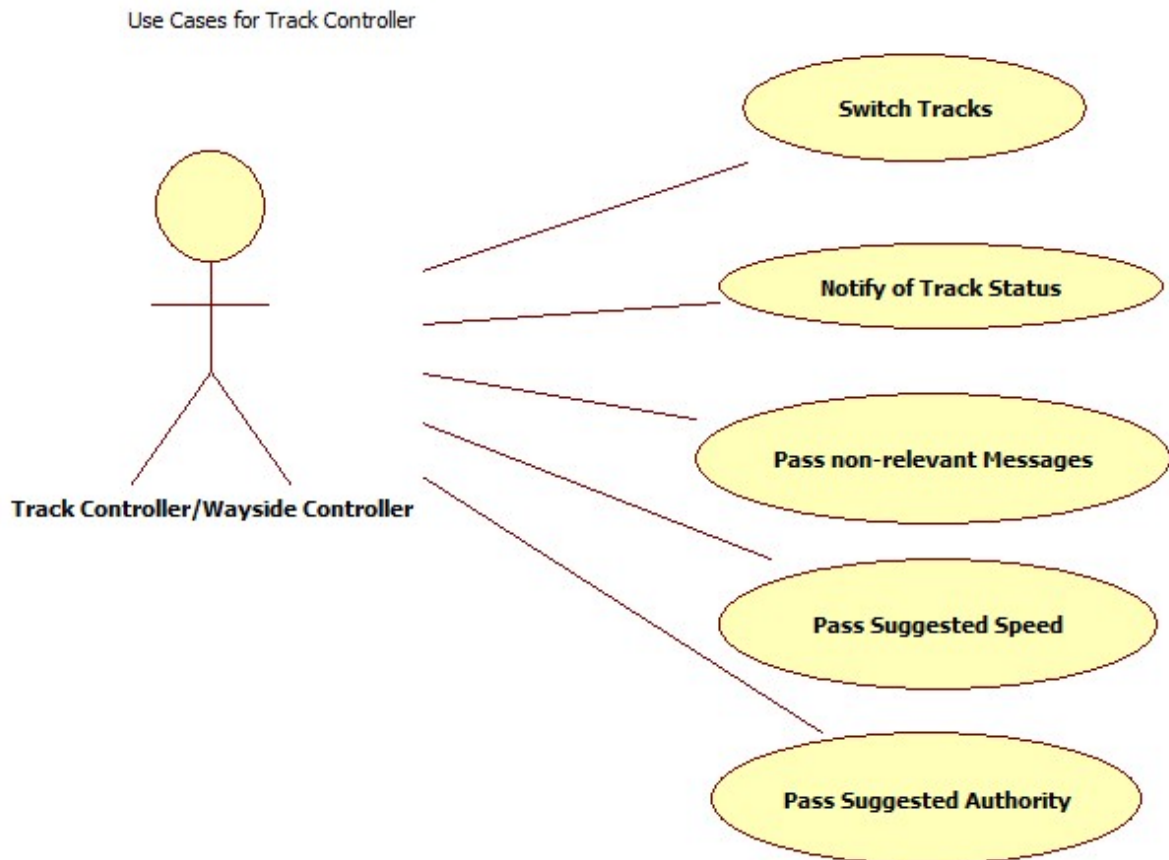 Use Cases for Track Controller
Switch Tracks
Notify of Track Status
Pass non-relevant Messages
Track Controller/Wayside Controller
Pass Suggested Speed
Pass Suggested Authority